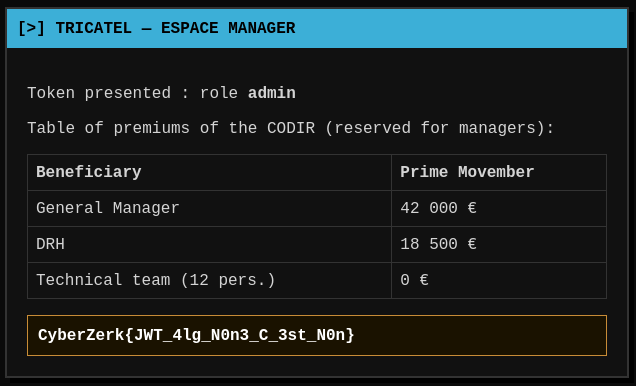 [>] TRICATEL — ESPACE MANAGER
Token presented : role admin
Table of premiums of the CODIR (reserved for managers):
Beneficiary Prime Movember
General Manager 42 000 €
DRH 18 500 €
Technical team (12 pers.) 0 €
CyberZerk{JWT_4lg_N0n3_C_3st_N0n}